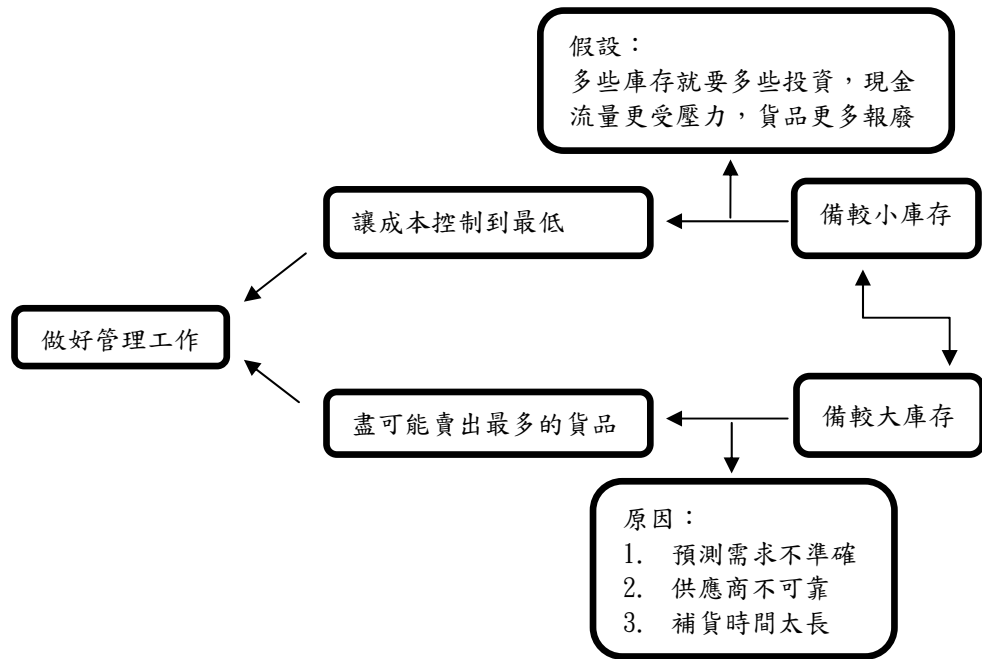 假設：
多些庫存就要多些投資，現金
流量更受壓力，貨品更多報廢
讓成本控制到最低
備較小庫存
做好管理工作
盡可能賣出最多的貨品
備較大庫存
原因：
1. 預測需求不準確
2. 供應商不可靠
3. 補貨時間太長